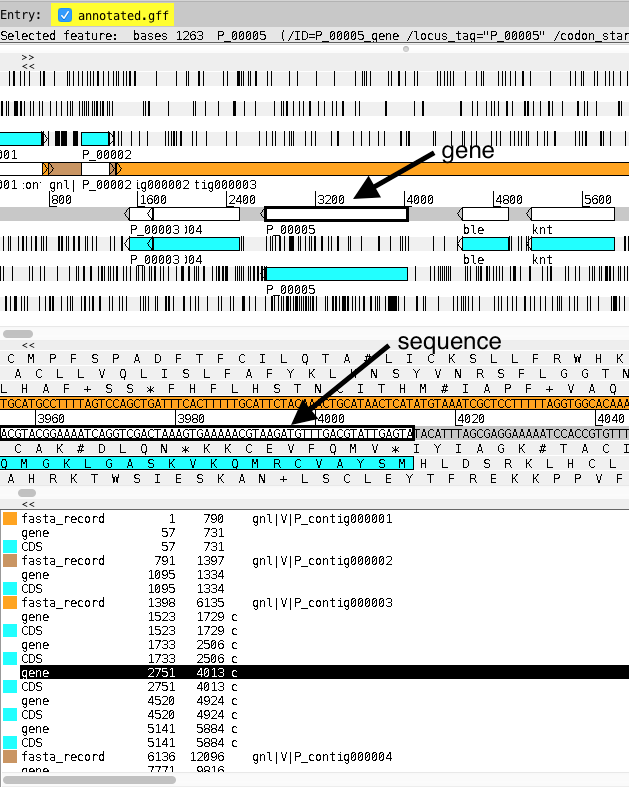 Entry: annotated.gff
Selected feature: bases 1263 P_00005 (/ID=P_00005_gene /locus_tag="P_00005" /codon_star
>>
<<
001 P_00002
gene
001 :on: gnl| P_00002 ig000002 tig000003
800 1600 2400 3200 4000 4800 5600
P_00003 )04 P_00005 ble knt
P_00003 )04 ble knt
P_00005
<<
sequence
C M P F S P A D F T F C I L Q T A # L I C K S L L F R W H K
A C L L V Q L I S L F A F Y K L N S Y V N R S F L G G T N
L H A F + S S * F H F L H S T N C I T H M # I A P F + V A Q
TGCATGCCTTTTAGTCCAGCTGATTTCACTTTTTGCATTCTACAAACTGCATAACTCATATGTAAATCGCTCCTTTTTAGGTGGCACAAA
3960 3980 4000 4020 4040
ACGTACGGAAAATCAGGTCGACTAAAGTGAAAAACGTAAGATGTTTGACGTATTGAGTATACATTTAGCGAGGAAAAATCCACCGTGTTT
C A K # D L Q N * K K C E V F Q M V * I Y I A G K # T A C I
Q M G K L G A S K V K Q M R C V A Y S M H L D S R K L H C L
A H R K T W S I E S K A N + L S C L E Y T F R E K K P P V F
<<
fasta_record 1 790 gnl|V|P_contig000001
gene 57 731
CDS 57 731
fasta_record 791 1397 gnl|V|P_contig000002
gene 1095 1334
CDS 1095 1334
fasta_record 1398 6135 gnl|V|P_contig000003
gene 1523 1729 c
CDS 1523 1729 c
gene 1733 2506 c
CDS 1733 2506 c
gene 2751 4013 c
CDS 2751 4013 c
gene 4520 4924 c
CDS 4520 4924 c
gene 5141 5884 c
CDS 5141 5884 c
fasta_record 6136 12096 gnl|V|P_contig000004
gene 7771 9816